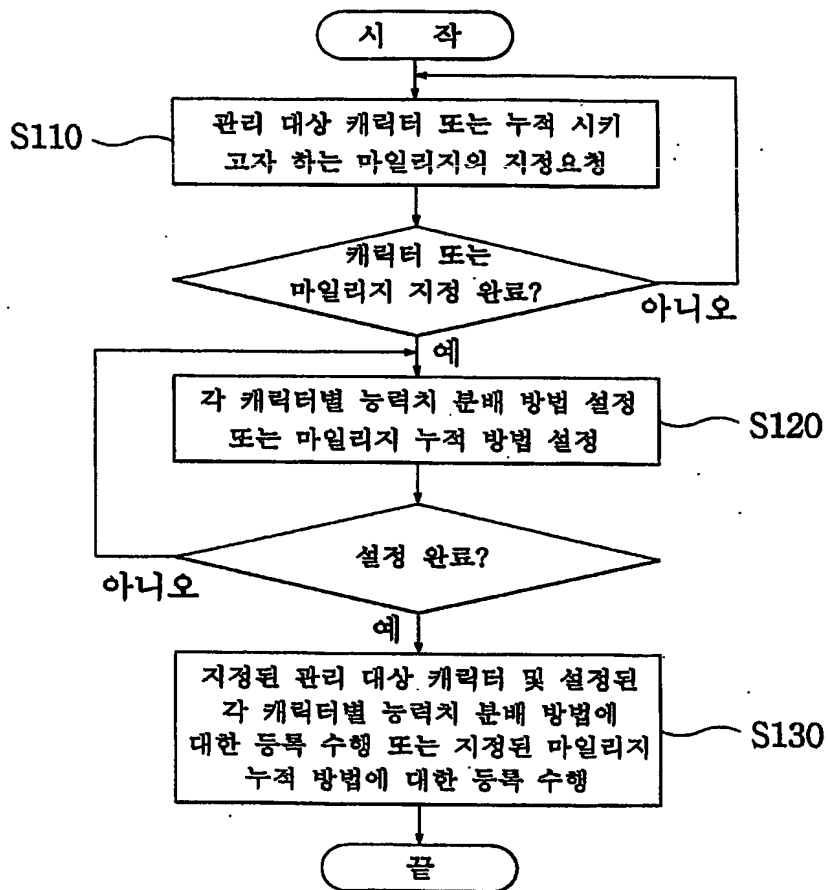 시 작
S110
관리 대상 캐릭터 또는 누적 시키
고자 하는 마일리지의 지정요청
캐릭터 또는
마일리지 지정 완료?
아니오
예
각 캐릭터별 능력치 분배 방법 설정
또는 마일리지 누적 방법 설정
S120
설정 완료?
아니오
예
지정된 관리 대상 캐릭터 및 설정된
각 캐릭터별 능력치 분배 방법에
대한 등록 수행 또는 지정된 마일리지
누적 방법에 대한 등록 수행
S130
끝